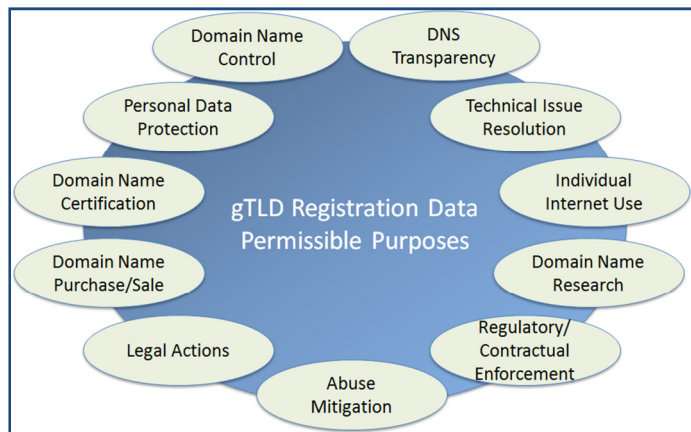 Domain Name
Control
DNS
Transparency
Personal Data
Protection
Technical Issue
Resolution
Domain Name
Certification
Individual
Internet Use
gTLD Registration Data
Permissible Purposes
Domain Name
Purchase/Sale
Domain Name
Research
Legal Actions
Regulatory/
Contractual
Enforcement
Abuse
Mitigation